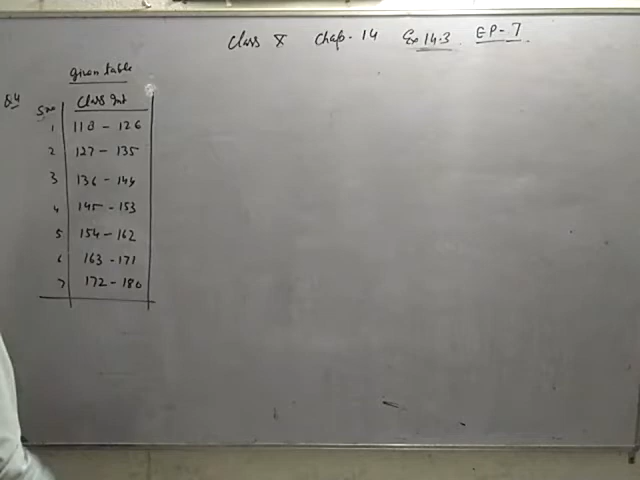 Class X Chap. 14 Ex 14.3 EP-7
Given table
Q4 S.no Class Int
1 118 - 126
2 127 - 135
3 136 - 144
4 145 - 153
5 154 - 162
6 163 - 171
7 172 - 180